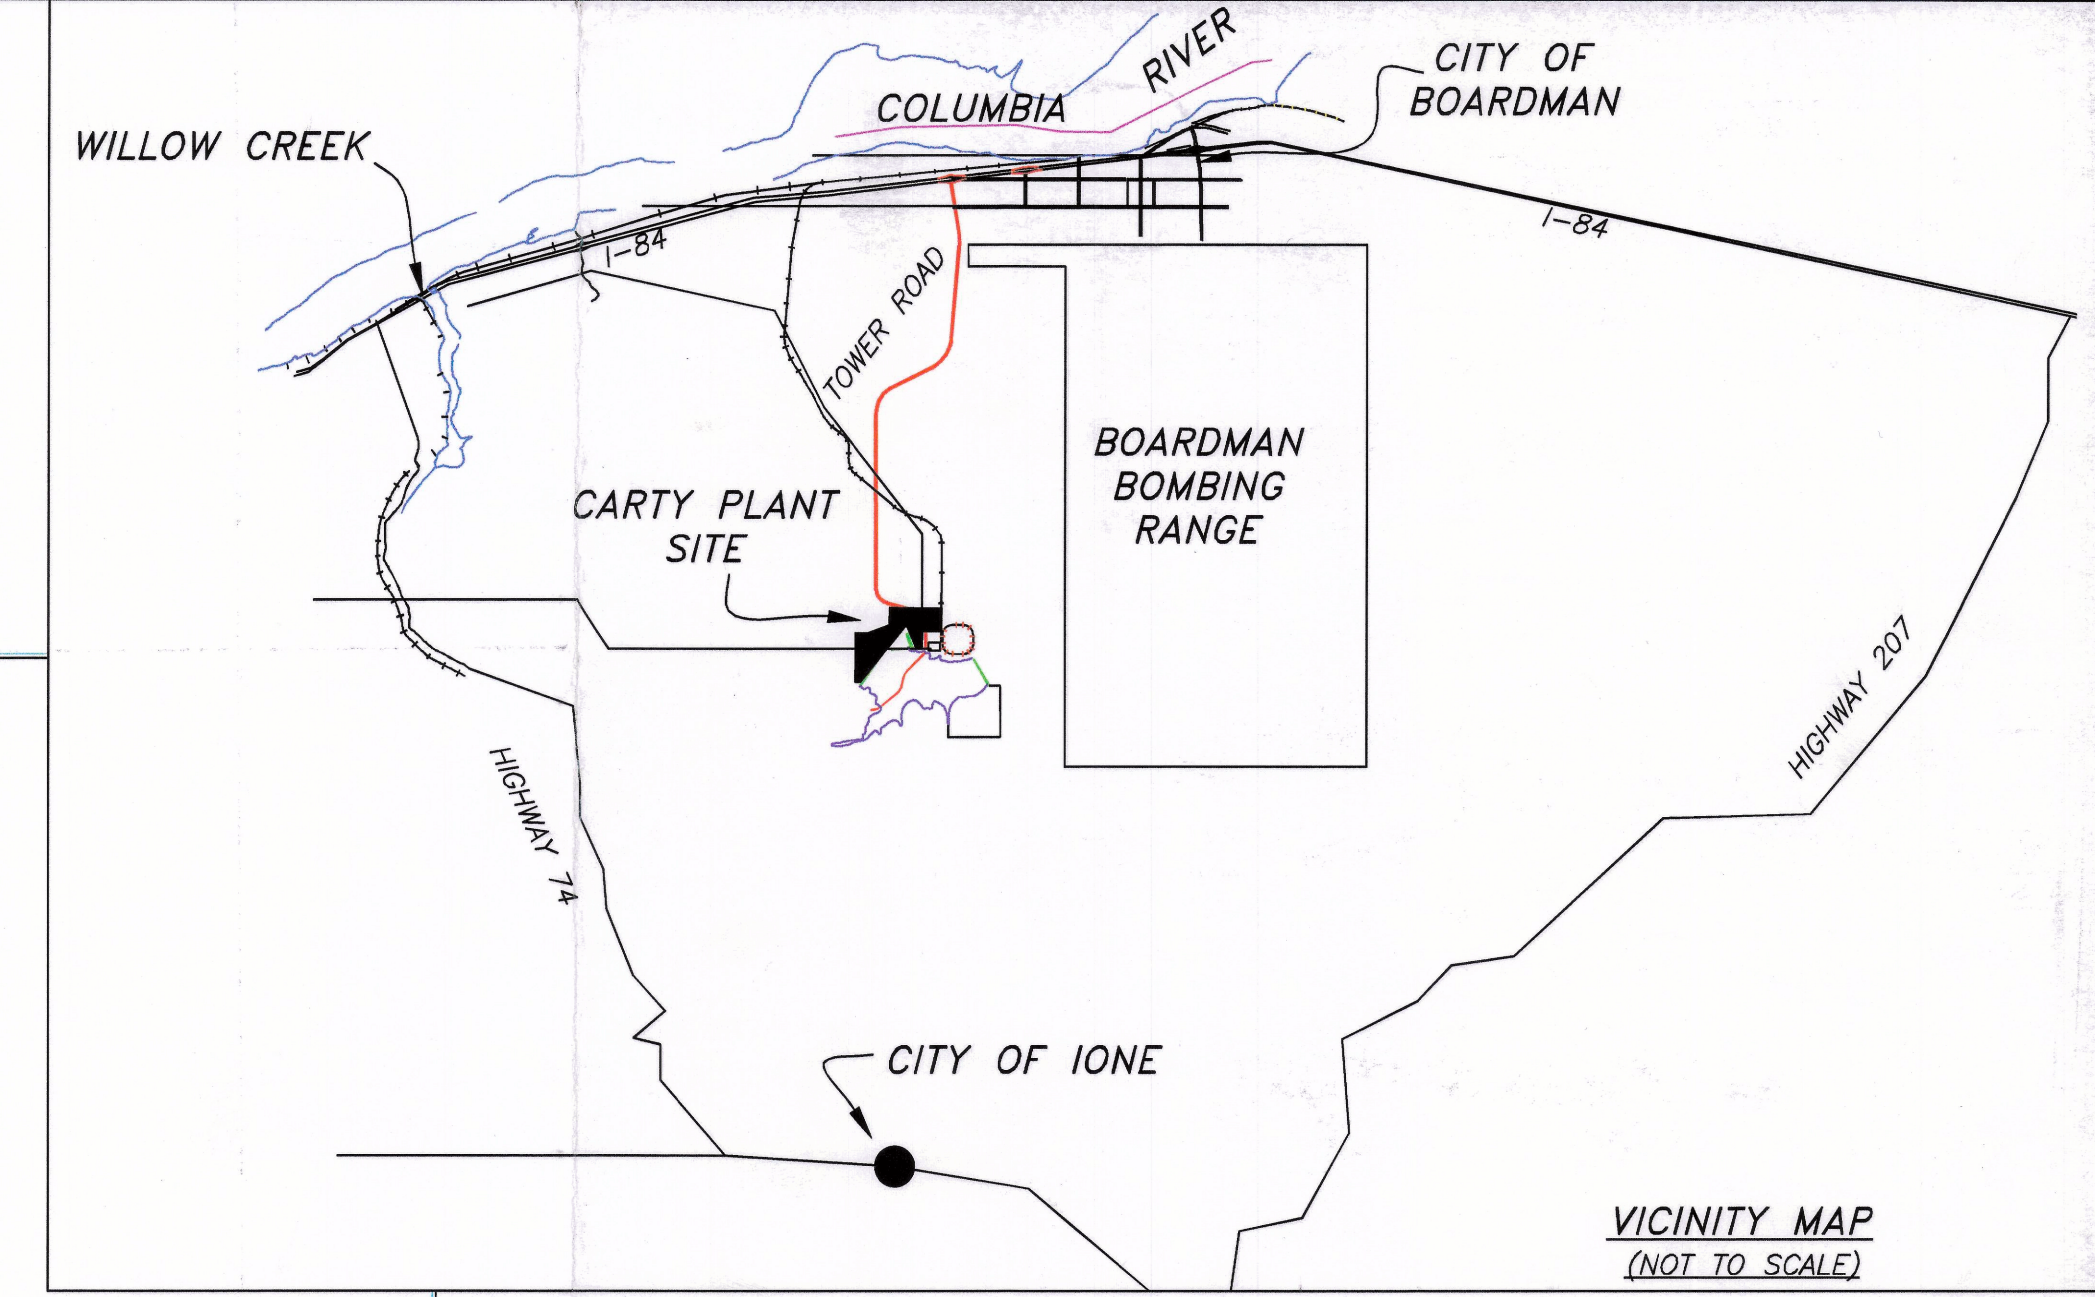 RIVER
CITY OF
BOARDMAN
COLUMBIA
WILLOW CREEK
I-84
I-84
TOWER ROAD
BOARDMAN
BOMBING
RANGE
CARTY PLANT
SITE
HIGHWAY 207
HIGHWAY 74
CITY OF IONE
VICINITY MAP
(NOT TO SCALE)